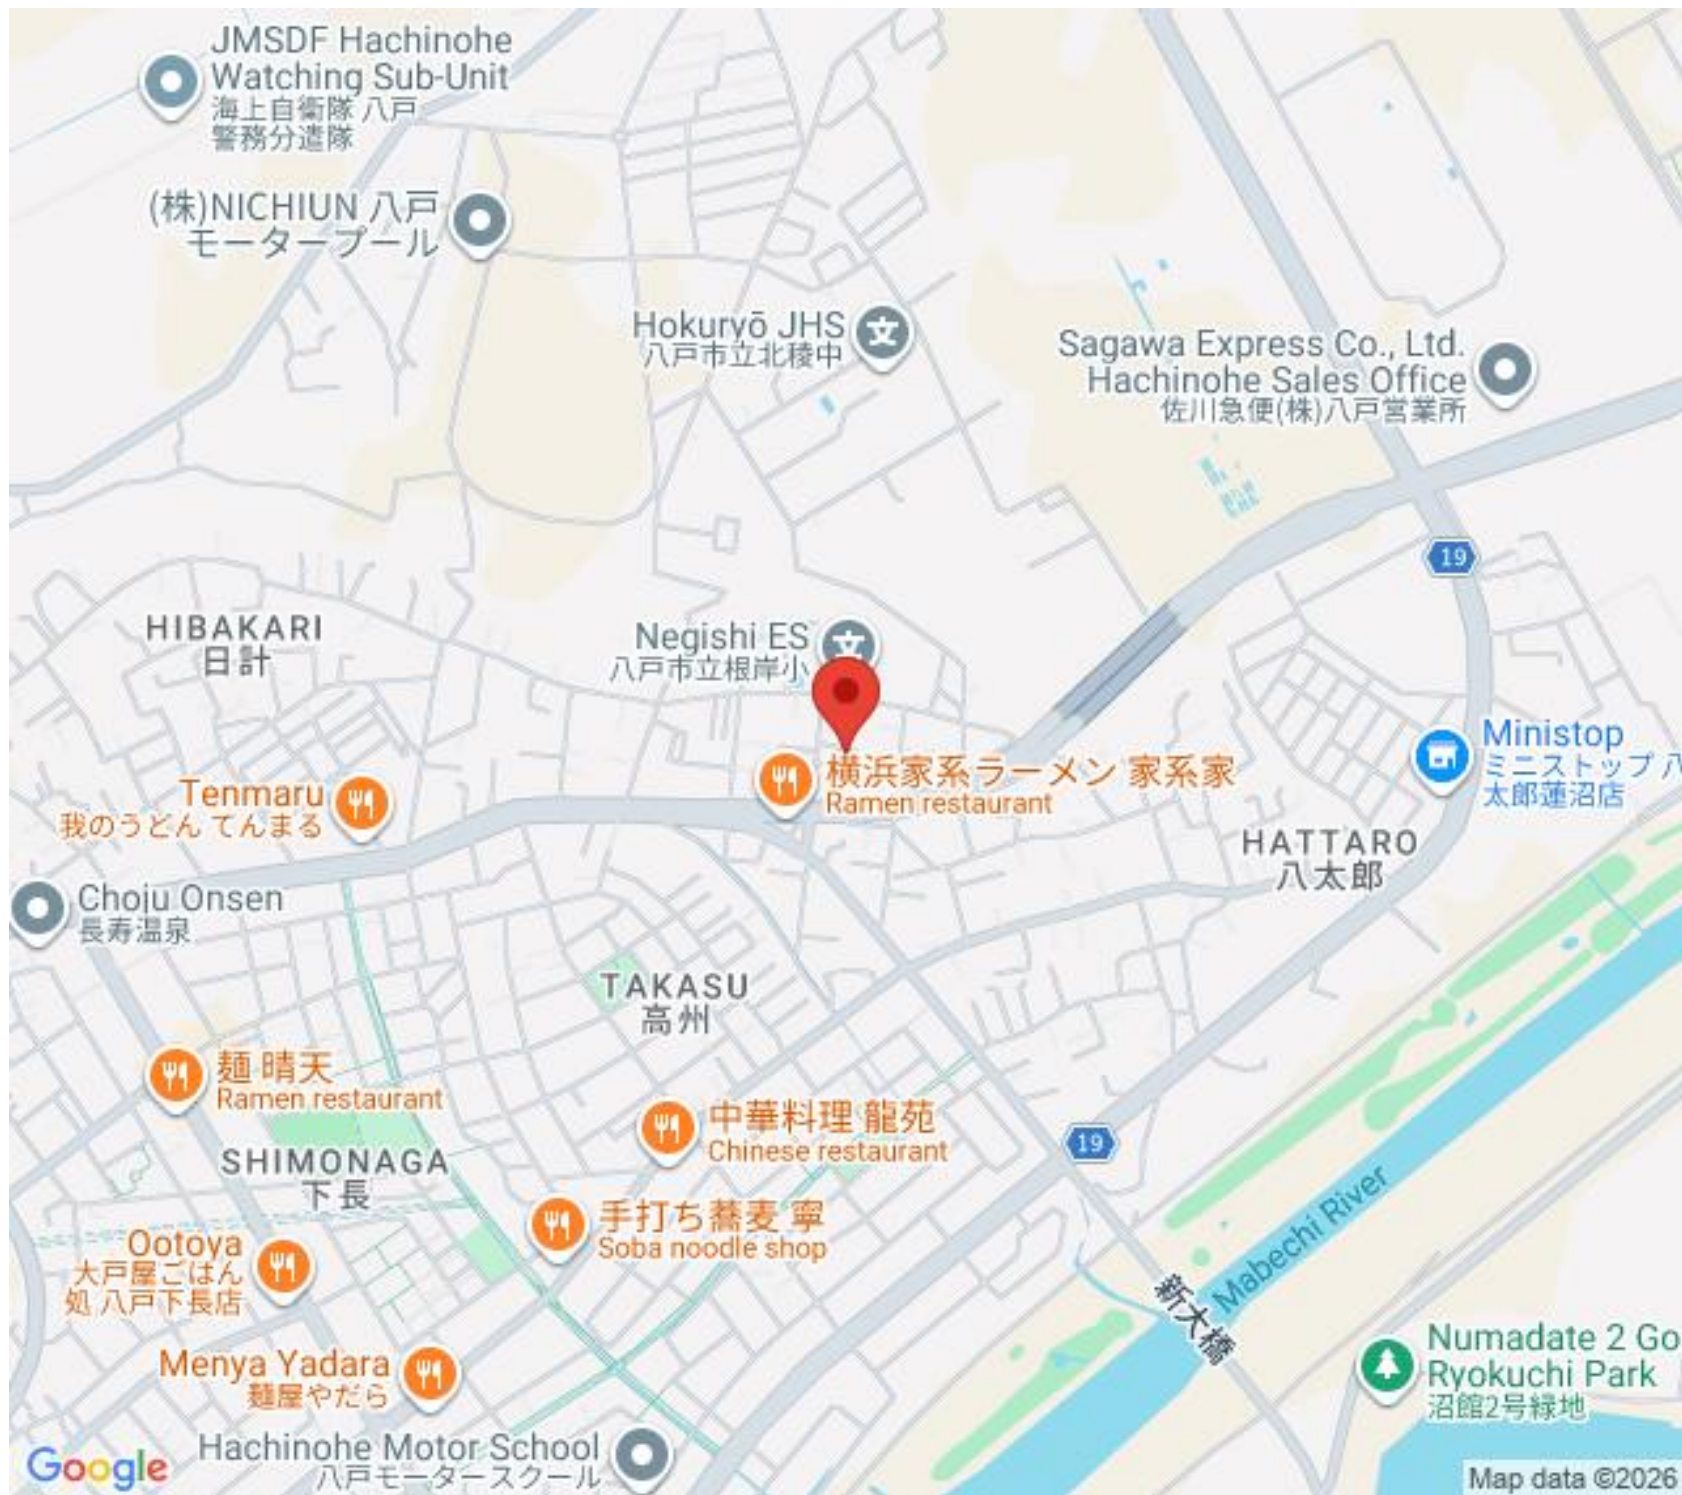 JMSDF Hachinohe
Watching Sub-Unit
海上自衛隊 八戸
警務分遣隊
(株)NICHIUN 八戸
モータープール
Hokuryō JHS
八戸市立北稜中
Sagawa Express Co., Ltd.
Hachinohe Sales Office
佐川急便(株)八戸営業所
19
HIBAKARI
日計
Negishi ES
八戸市立根岸小
Ministop
ミニストップ 八
太郎蓮沼店
横浜家系ラーメン 家系家
Ramen restaurant
Tenmaru
我のうどん てんまる
HATTARO
八太郎
Choju Onsen
長寿温泉
TAKASU
高州
麺 晴天
Ramen restaurant
中華料理 龍苑
Chinese restaurant
19
SHIMONAGA
下長
手打ち蕎麦 寧
Soba noodle shop
Mabechi River
Ootoya
大戸屋ごはん
処 八戸下長店
新大橋
Numadate 2 Go
Ryokuchi Park
沼館2号緑地
Menya Yadara
麺屋やだら
Hachinohe Motor School
八戸モータースクール
Google
Map data ©2026